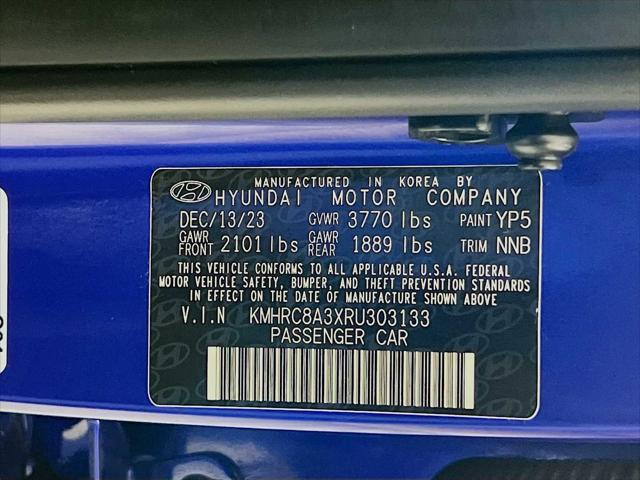 MANUFACTURED IN KOREA BY
HYUNDAI MOTOR COMPANY
DEC/13/23 GVWR 3770 lbs PAINT YP5
GAWR FRONT 2101 lbs GAWR REAR 1889 lbs TRIM NNB
THIS VEHICLE CONFORMS TO ALL APPLICABLE U.S.A. FEDERAL
MOTOR VEHICLE SAFETY, BUMPER, AND THEFT PREVENTION STANDARDS
IN EFFECT ON THE DATE OF MANUFACTURE SHOWN ABOVE
V.I.N KMHRC8A3XRU303133
PASSENGER CAR